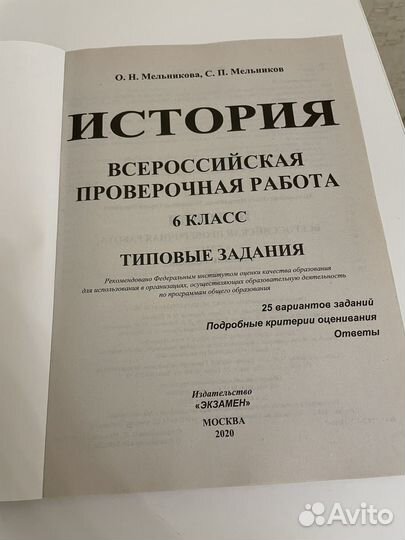 О. Н. Мельникова, С. П. Мельников
ИСТОРИЯ
ВСЕРОССИЙСКАЯ
ПРОВЕРОЧНАЯ РАБОТА
6 КЛАСС
ТИПОВЫЕ ЗАДАНИЯ
Рекомендовано Федеральным институтом оценки качества образования
для использования в организациях, осуществляющих образовательную деятельность
по программам общего образования
25 вариантов заданий
Подробные критерии оценивания
Ответы
Издательство
«ЭКЗАМЕН»
МОСКВА
2020
Avito